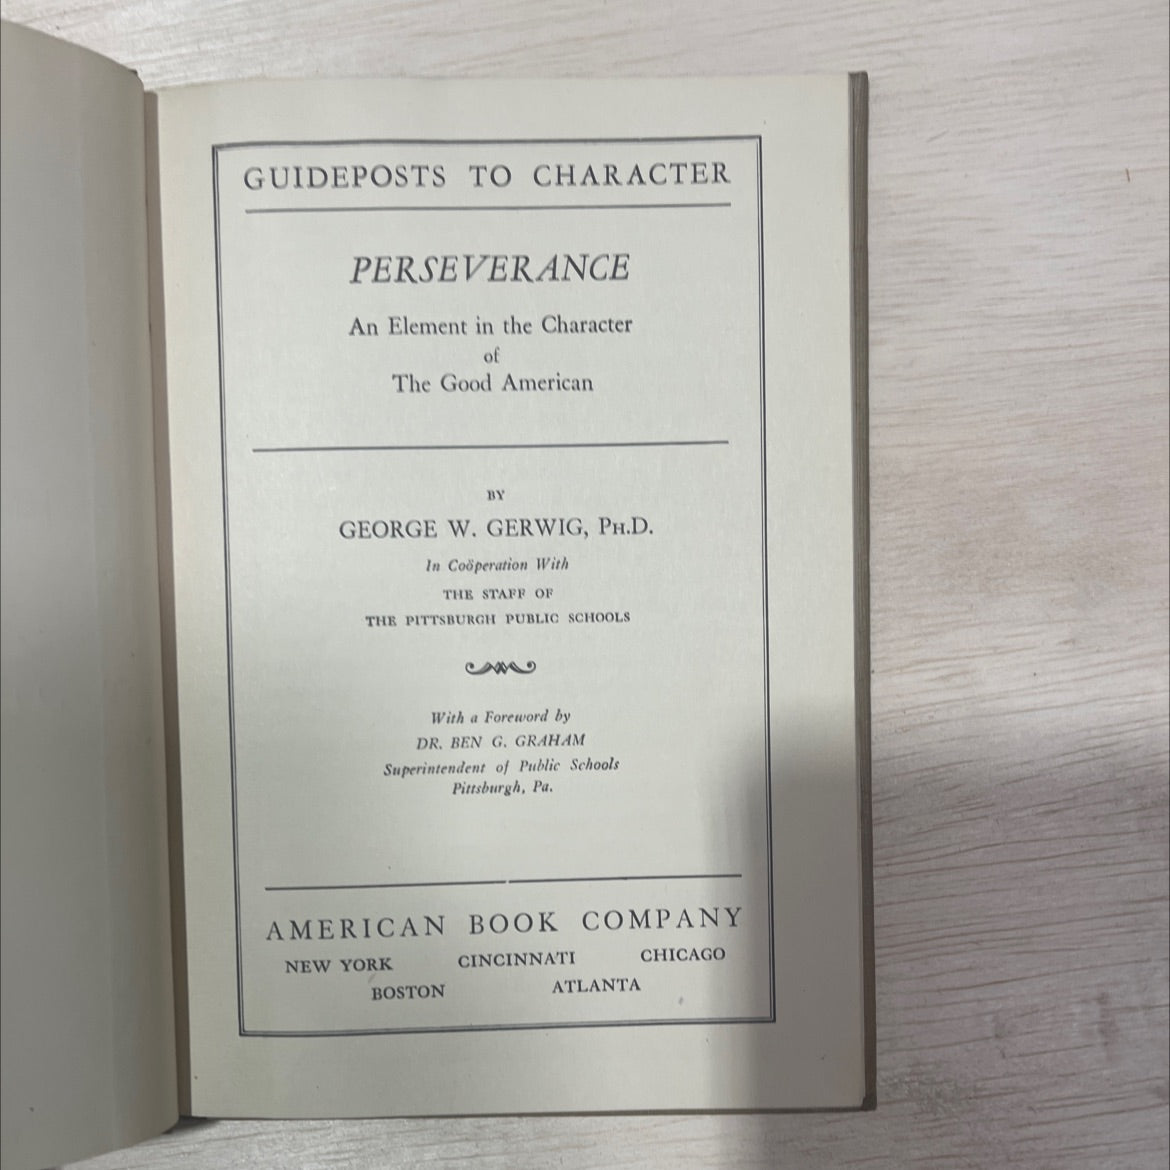 GUIDEPOSTS TO CHARACTER
PERSEVERANCE
An Element in the Character
of
The Good American
BY
GEORGE W. GERWIG, PH.D.
In Coöperation With
THE STAFF OF
THE PITTSBURGH PUBLIC SCHOOLS
With a Foreword by
DR. BEN G. GRAHAM
Superintendent of Public Schools
Pittsburgh, Pa.
AMERICAN BOOK COMPANY
NEW YORK CINCINNATI CHICAGO
BOSTON ATLANTA